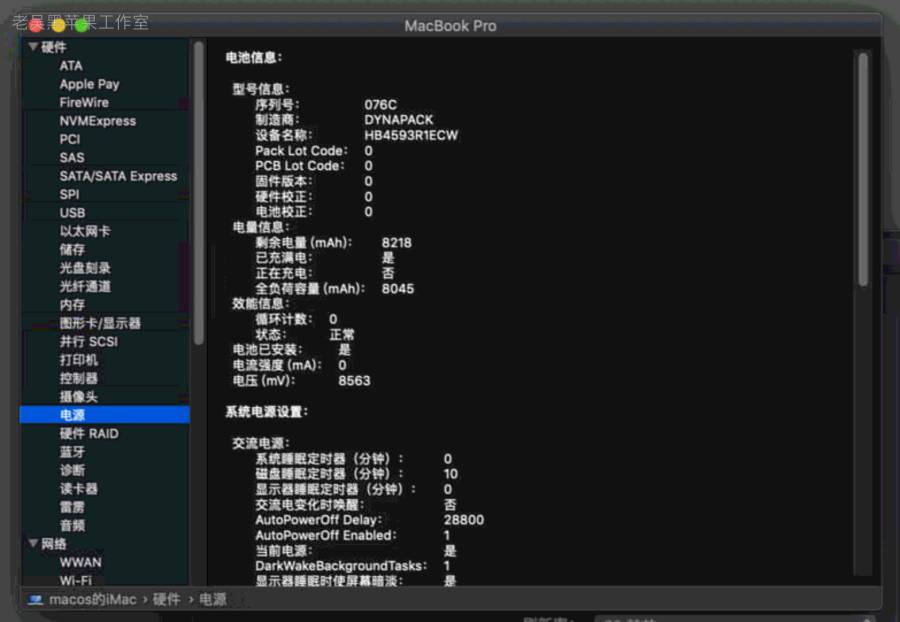 老吴黑苹果工作室
MacBook Pro
硬件
ATA
Apple Pay
FireWire
NVMExpress
PCI
SAS
SATA/SATA Express
SPI
USB
以太网卡
储存
光盘刻录
光纤通道
内存
图形卡/显示器
并行 SCSI
打印机
控制器
摄像头
电源
硬件 RAID
蓝牙
诊断
读卡器
雷雳
音频
网络
WWAN
Wi-Fi
电池信息：
型号信息：
序列号： 076C
制造商： DYNAPACK
设备名称： HB4593R1ECW
Pack Lot Code： 0
PCB Lot Code： 0
固件版本： 0
硬件校正： 0
电池校正： 0
电量信息：
剩余电量 (mAh)： 8218
已充满电： 是
正在充电： 否
全负荷容量 (mAh)： 8045
效能信息：
循环计数： 0
状态： 正常
电池已安装： 是
电流强度 (mA)： 0
电压 (mV)： 8563
系统电源设置：
交流电源：
系统睡眠定时器（分钟）： 0
磁盘睡眠定时器（分钟）： 10
显示器睡眠定时器（分钟）： 0
交流电变化时唤醒： 否
AutoPowerOff Delay： 28800
AutoPowerOff Enabled： 1
当前电源： 是
DarkWakeBackgroundTasks： 1
显示器睡眠时使屏幕暗淡： 是
macos的iMac › 硬件 › 电源